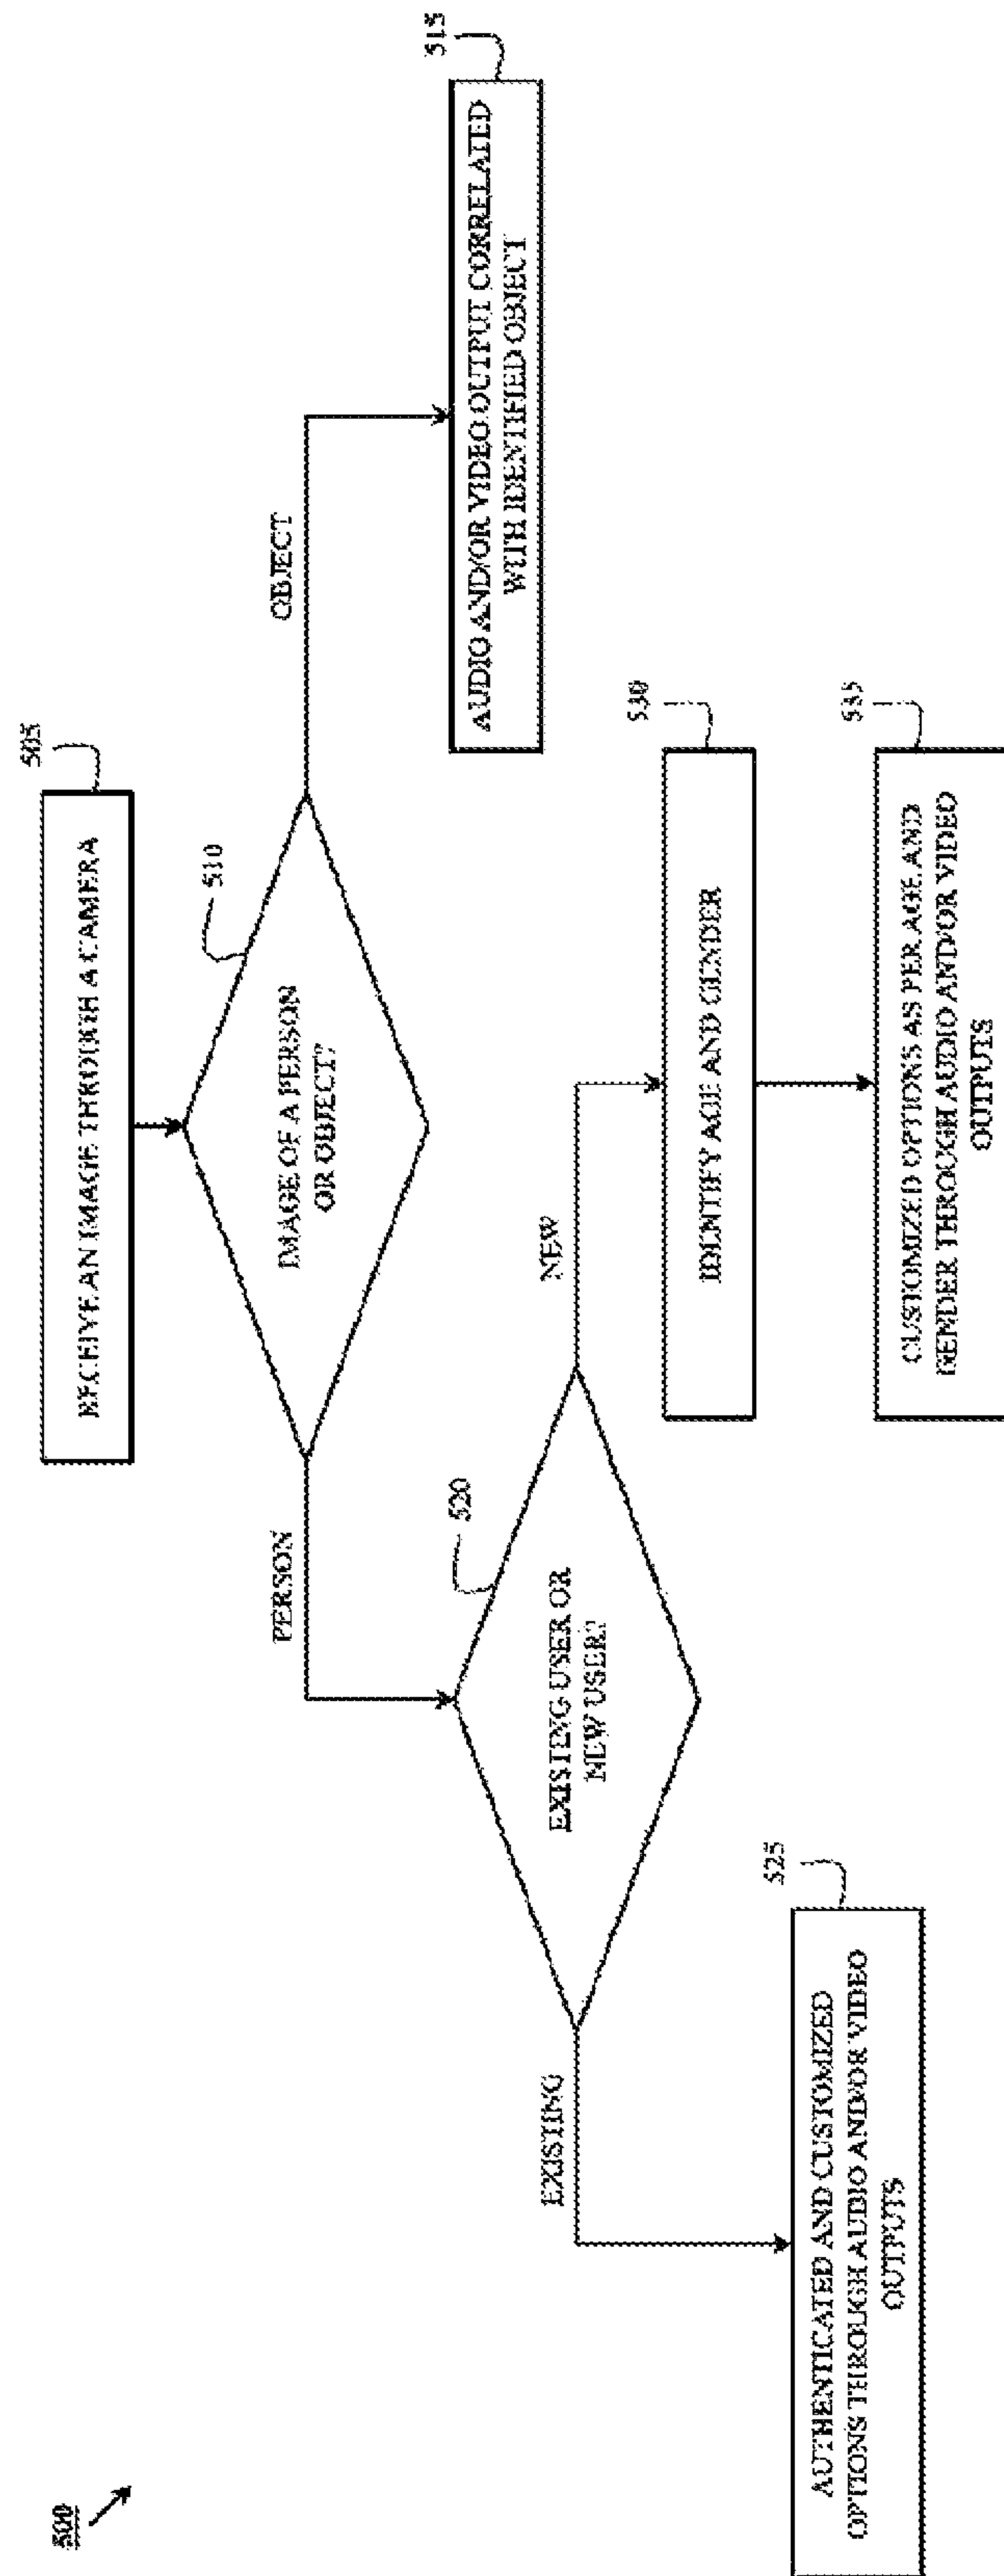 500
RECEIVE AN IMAGE THROUGH A CAMERA
505
IMAGE OF A PERSON
OR OBJECT?
510
PERSON
OBJECT
AUDIO AND/OR VIDEO OUTPUT CORRELATED
WITH IDENTIFIED OBJECT
515
EXISTING USER OR
NEW USER?
520
EXISTING
NEW
AUTHENTICATED AND CUSTOMIZED
OPTIONS THROUGH AUDIO AND/OR VIDEO
OUTPUTS
525
IDENTIFY AGE AND GENDER
530
CUSTOMIZED OPTIONS AS PER AGE AND
GENDER THROUGH AUDIO AND/OR VIDEO
OUTPUTS
535